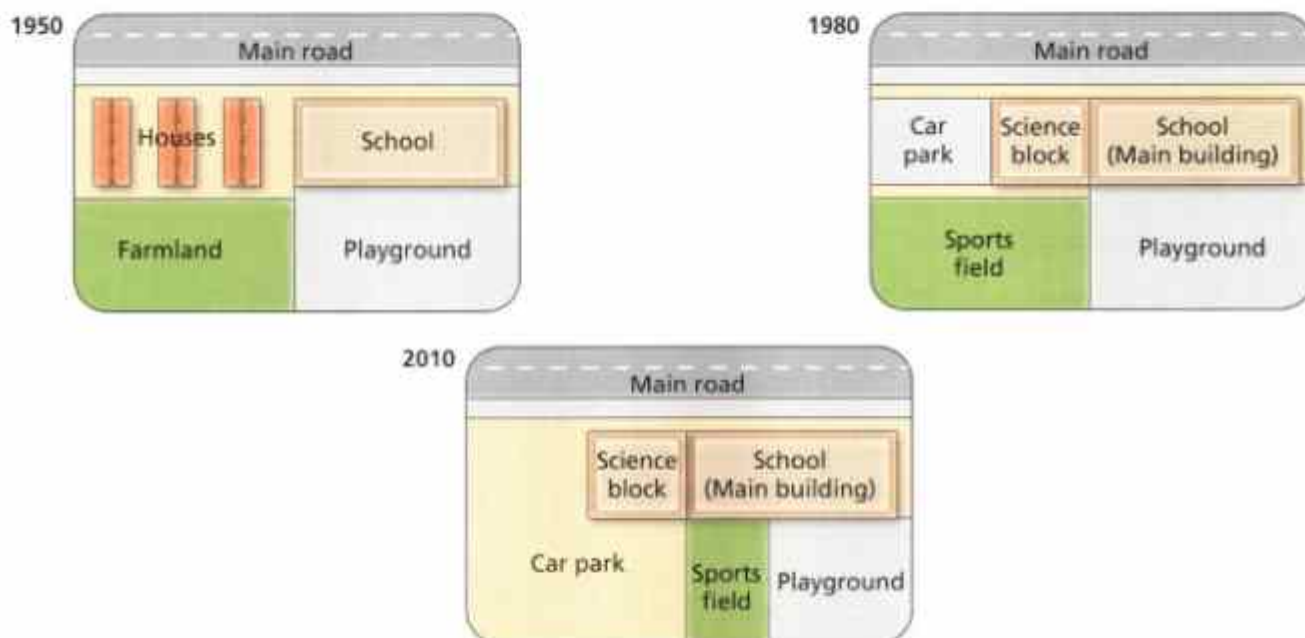 1950
Main road
Houses
School
Farmland
Playground
1980
Main road
Car
park
Science
block
School
(Main building)
Sports
field
Playground
2010
Main road
Science
block
School
(Main building)
Car park
Sports
field
Playground